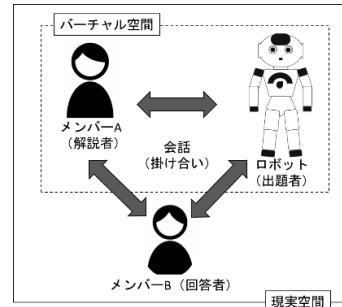 バーチャル空間
メンバーA
（解説者）
会話
（掛け合い）
ロボット
（出題者）
メンバーB（回答者）
現実空間